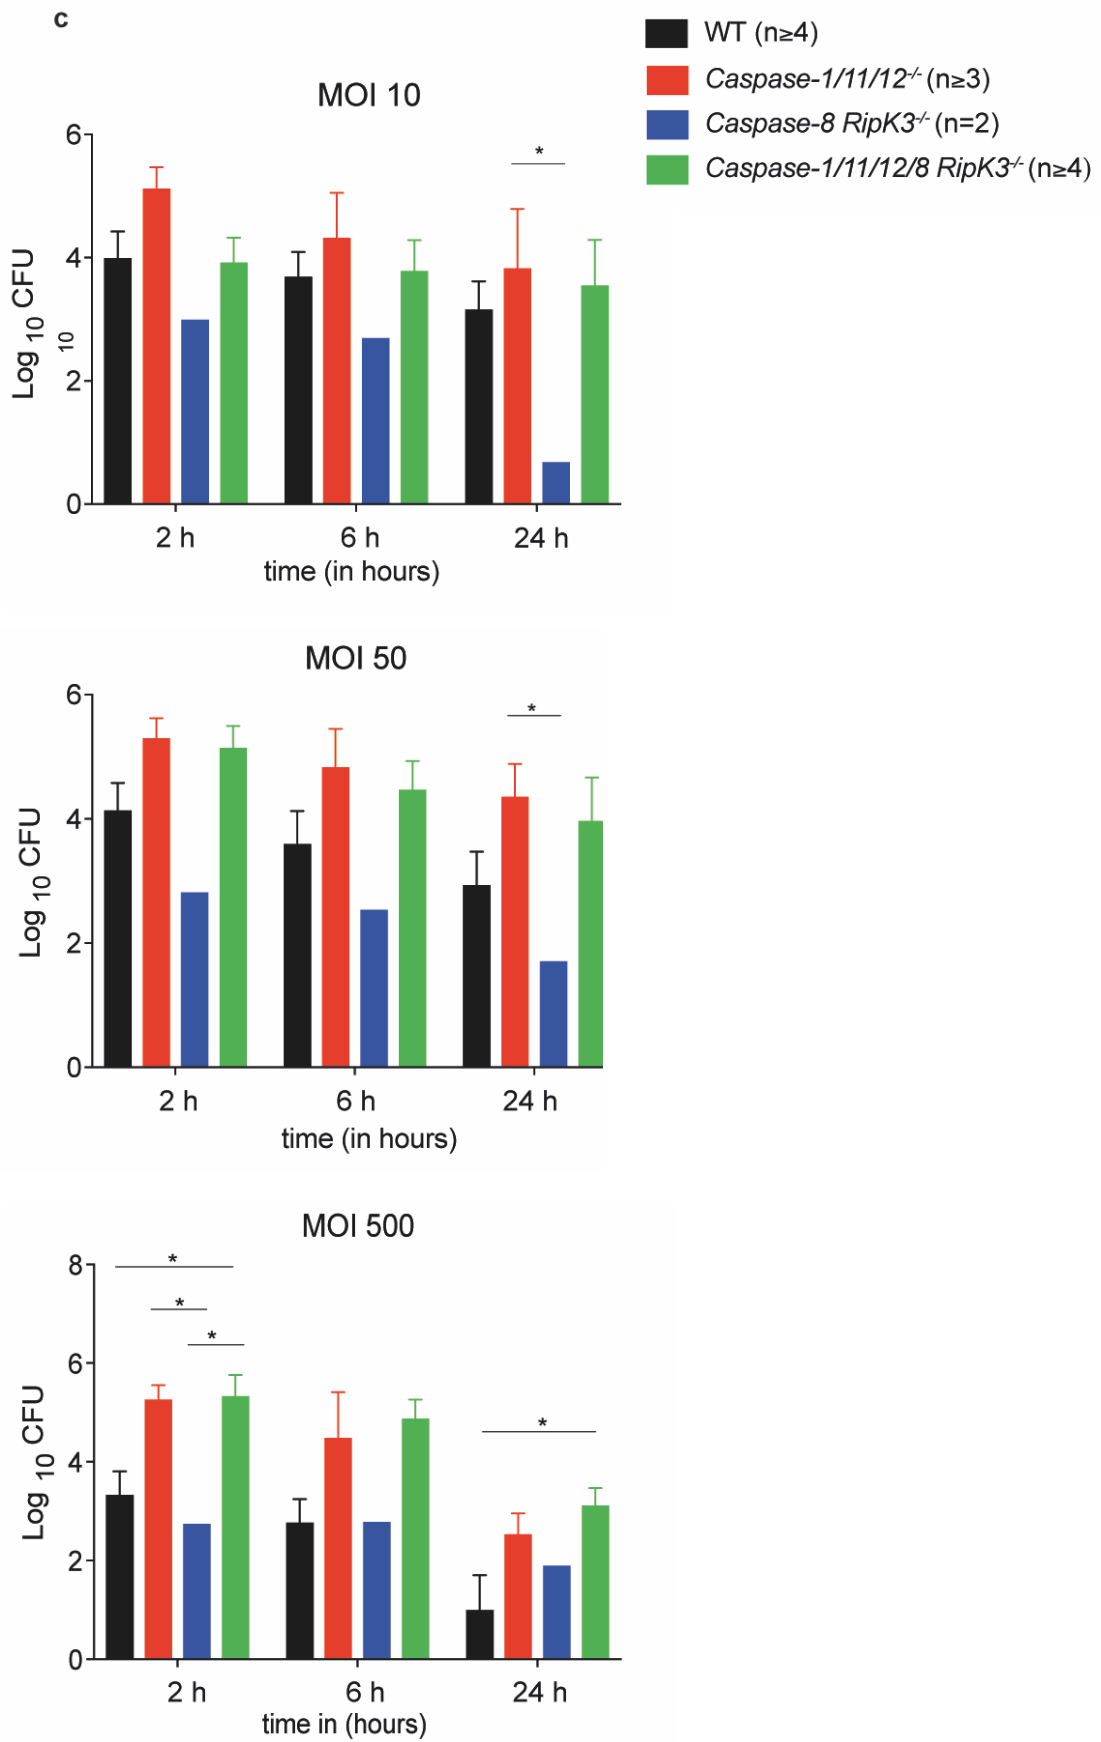 c
WT (n≥4)
Caspase-1/11/12-/- (n≥3)
Caspase-8 RipK3-/- (n=2)
Caspase-1/11/12/8 RipK3-/- (n≥4)
MOI 10
Log 10 CFU
10
6
4
2
0
*
2 h 6 h 24 h
time (in hours)
MOI 50
Log 10 CFU
6
4
2
0
*
2 h 6 h 24 h
time (in hours)
MOI 500
Log 10 CFU
8
6
4
2
0
*
*
*
*
2 h 6 h 24 h
time in (hours)